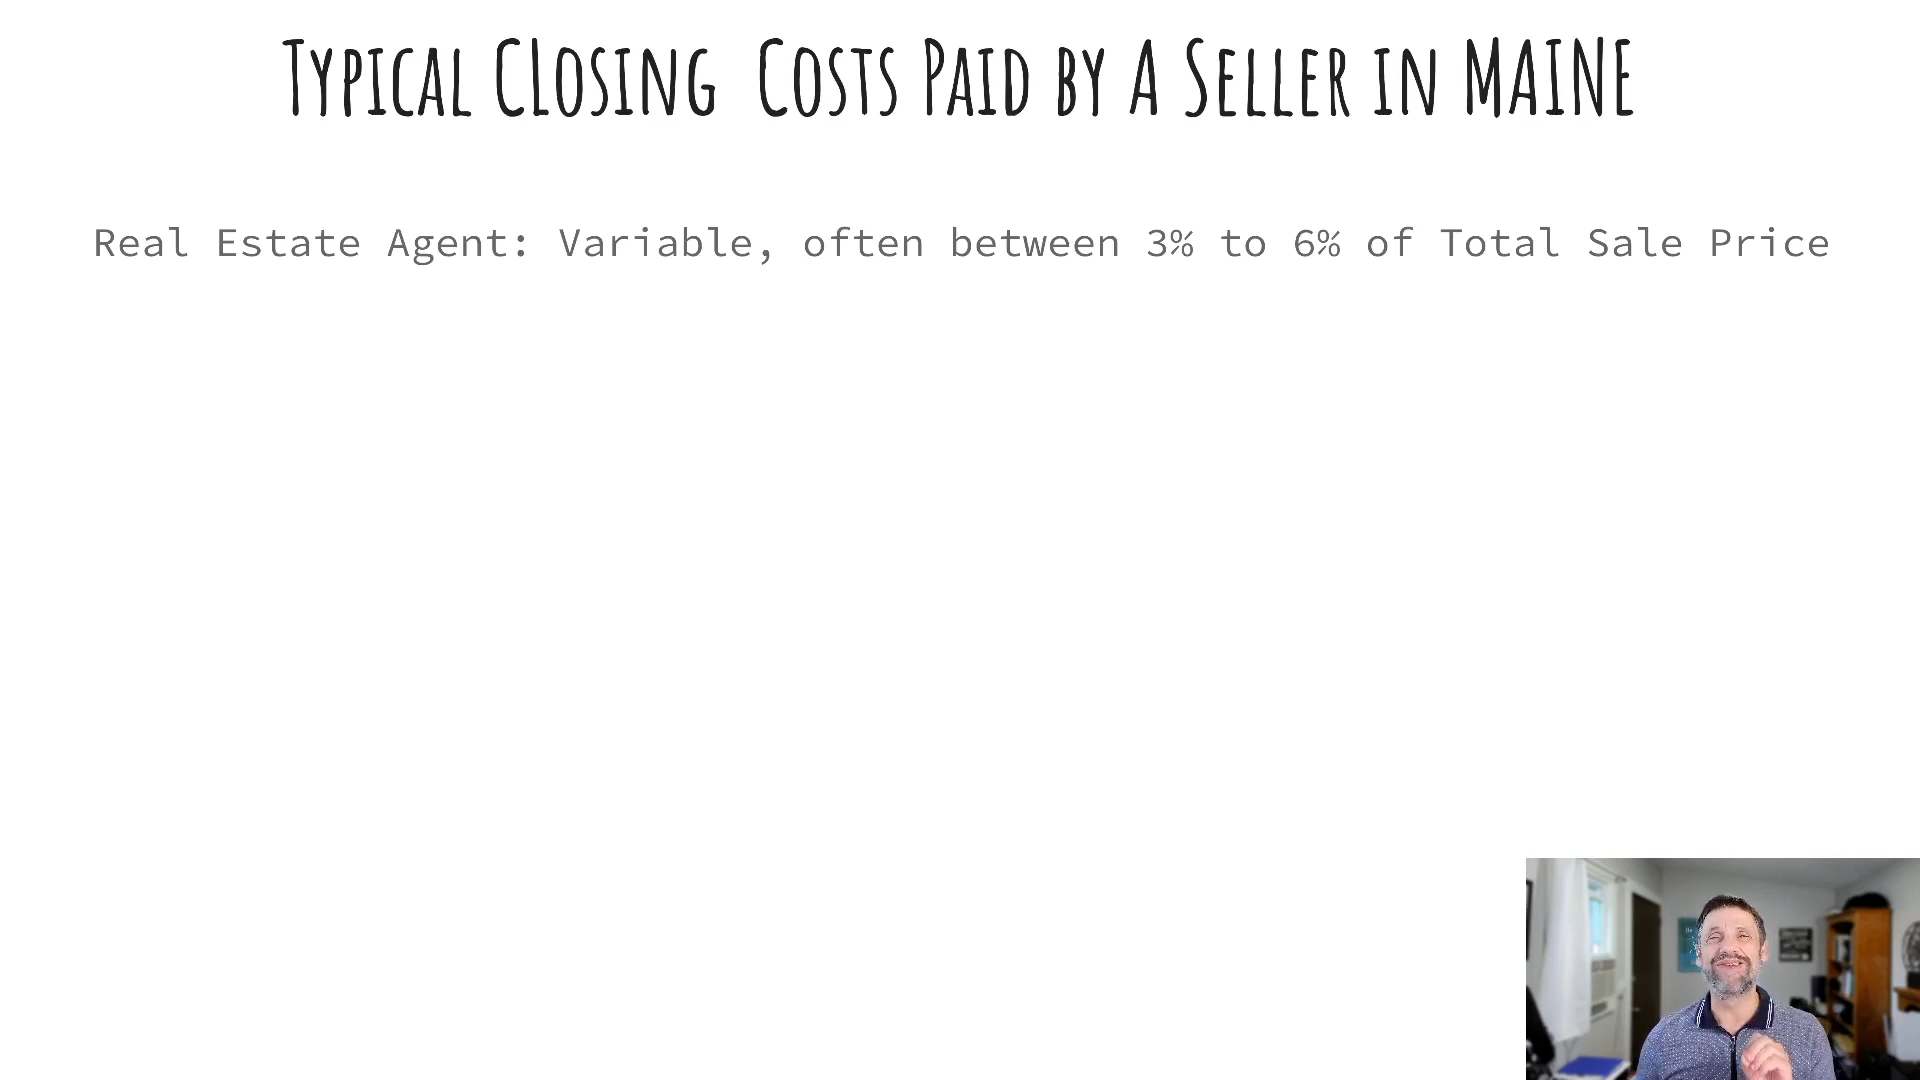 Typical Closing Costs Paid by A Seller in MAINE
Real Estate Agent: Variable, often between 3% to 6% of Total Sale Price